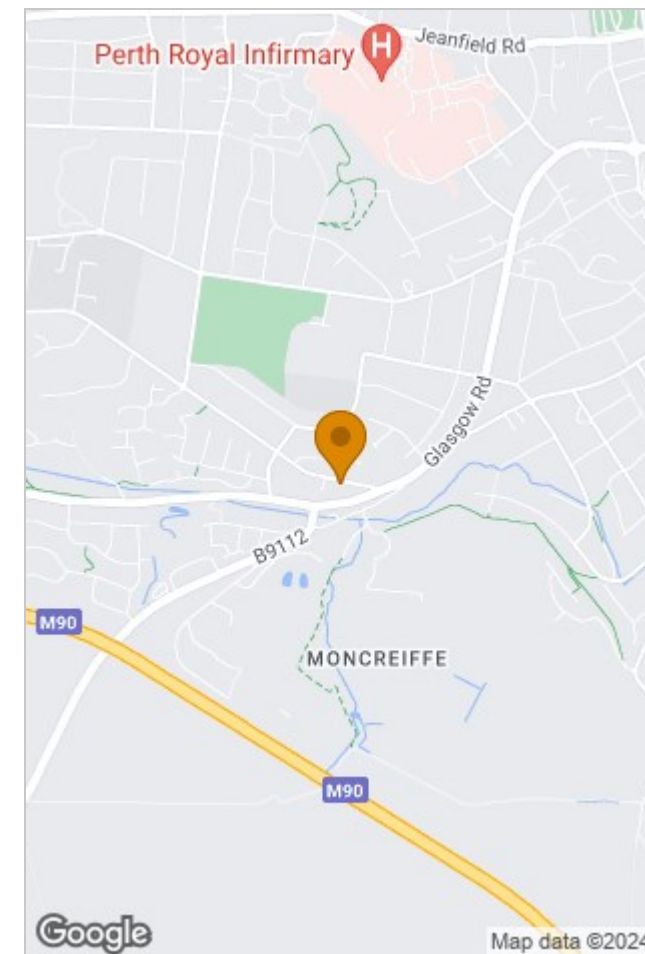 Jeanfield Rd
Perth Royal Infirmary
H
Glasgow Rd
B9112
M90
MONCREIFFE
M90
Google
Map data ©2024